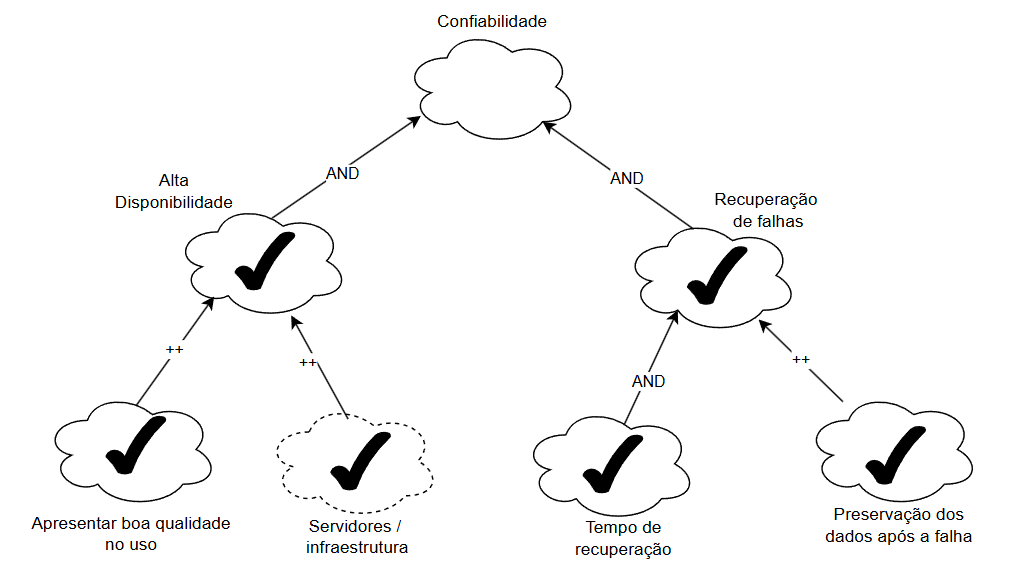 Confiabilidade
AND
AND
Alta
Disponibilidade
Recuperação
de falhas
++
++
AND
++
Apresentar boa qualidade
no uso
Servidores /
infraestrutura
Tempo de
recuperação
Preservação dos
dados após a falha